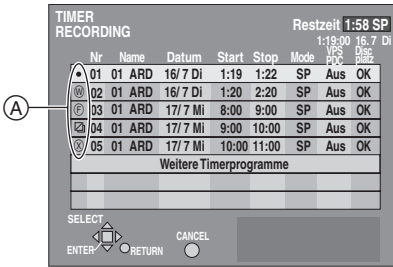 TIMER
RECORDING
Restzeit 1:58 SP
1:19:00 16. 7 Di
Nr Name Datum Start Stop Mode VPS PDC Disc platz
01 01 ARD 16/ 7 Di 1:19 1:22 SP Aus OK
W 02 01 ARD 16/ 7 Di 1:20 2:20 SP Aus OK
F 03 01 ARD 17/ 7 Mi 8:00 9:00 SP Aus OK
04 01 ARD 17/ 7 Mi 9:00 10:00 SP Aus OK
X 05 01 ARD 17/ 7 Mi 10:00 11:00 SP Aus OK
Weitere Timerprogramme
A
SELECT
ENTER
RETURN
CANCEL